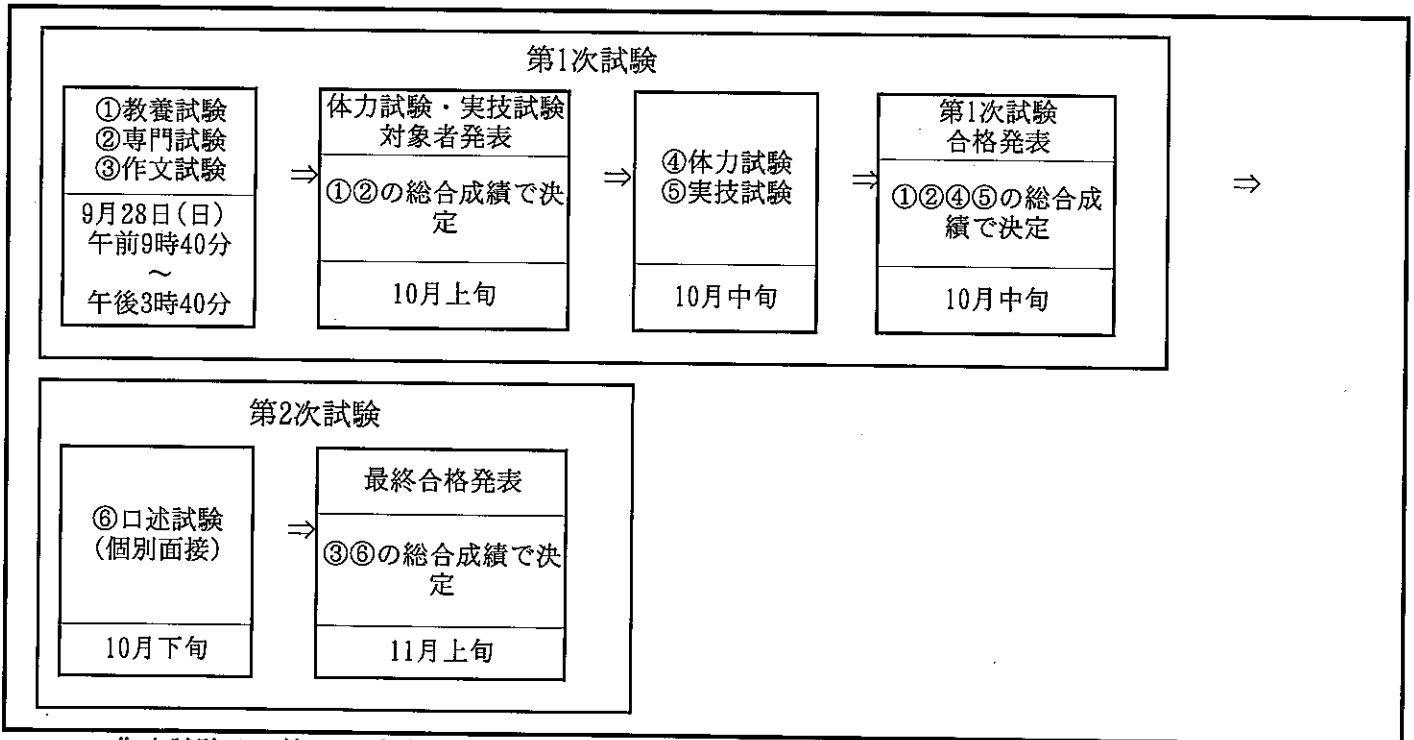 第1次試験
①教養試験
②専門試験
③作文試験
9月28日(日)
午前9時40分
~
午後3時40分
⇒
体力試験・実技試験
対象者発表
①②の総合成績で決
定
10月上旬
⇒
④体力試験
⑤実技試験
10月中旬
⇒
第1次試験
合格発表
①②④⑤の総合成
績で決定
10月中旬
⇒
第2次試験
⑥口述試験
(個別面接)
10月下旬
⇒
最終合格発表
③⑥の総合成績で決
定
11月上旬